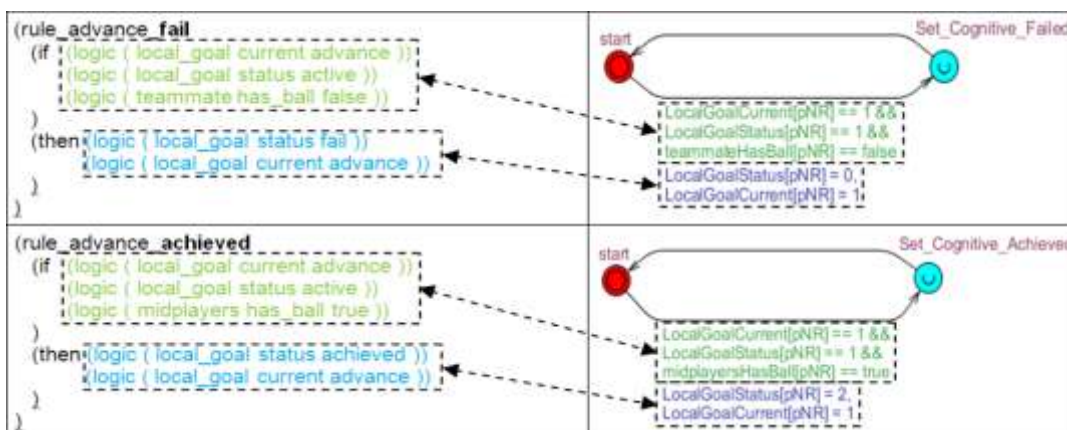 (rule_advance_fail
(if (logic ( local_goal current advance ))
(logic ( local_goal status active ))
(logic ( teammate has_ball false ))
)
(then (logic ( local_goal status fail ))
(logic ( local_goal current advance ))
)
)
Set_Cognitive_Failed
start
LocalGoalCurrent[pNR] == 1 &&
LocalGoalStatus[pNR] == 1 &&
teammateHasBall[pNR] == false
LocalGoalStatus[pNR] = 0,
LocalGoalCurrent[pNR] = 1
(rule_advance_achieved
(if (logic ( local_goal current advance ))
(logic ( local_goal status active ))
(logic ( midplayers has_ball true ))
)
(then (logic ( local_goal status achieved ))
(logic ( local_goal current advance ))
)
)
Set_Cognitive_Achieved
start
LocalGoalCurrent[pNR] == 1 &&
LocalGoalStatus[pNR] == 1 &&
midplayersHasBall[pNR] == true
LocalGoalStatus[pNR] = 2,
LocalGoalCurrent[pNR] = 1